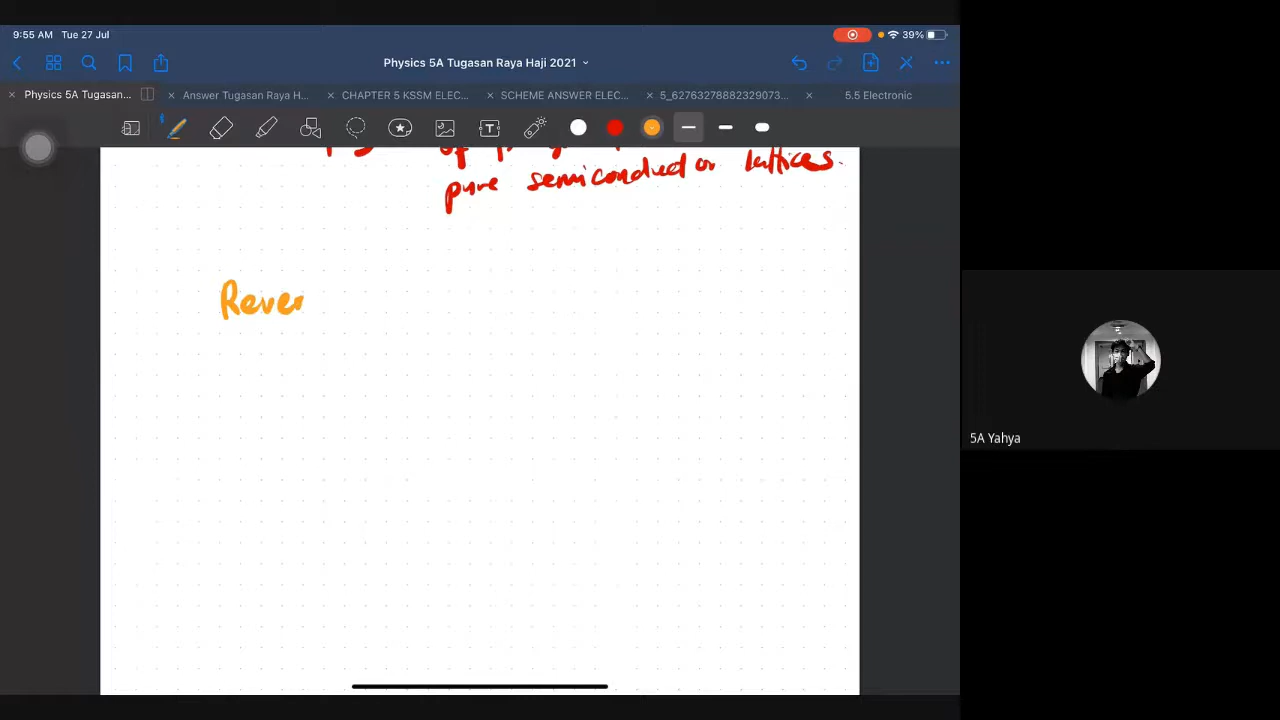 9:55 AM Tue 27 Jul
39%
Physics 5A Tugasan Raya Haji 2021
Physics 5A Tugasan...
Answer Tugasan Raya H...
CHAPTER 5 KSSM ELEC...
SCHEME ANSWER ELEC...
5_62763278882329073...
5.5 Electronic
of
pure semiconductor lattices.
Rever
5A Yahya